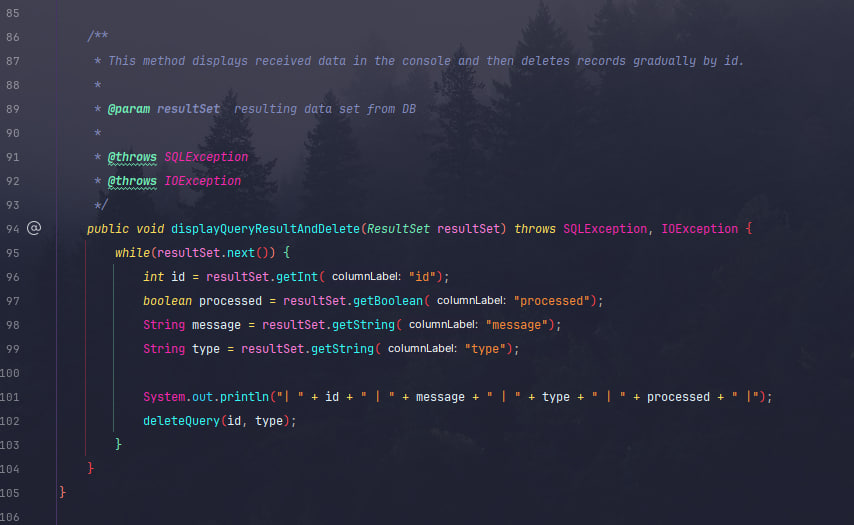 85
86 /**
87 * This method displays received data in the console and then deletes records gradually by id.
88 *
89 * @param resultSet  resulting data set from DB
90 *
91 * @throws SQLException
92 * @throws IOException
93 */
94 @ public void displayQueryResultAndDelete(ResultSet resultSet) throws SQLException, IOException {
95 while(resultSet.next()) {
96 int id = resultSet.getInt( columnLabel: "id");
97 boolean processed = resultSet.getBoolean( columnLabel: "processed");
98 String message = resultSet.getString( columnLabel: "message");
99 String type = resultSet.getString( columnLabel: "type");
100
101 System.out.println("| " + id + " | " + message + " | " + type + " | " + processed + " |");
102 deleteQuery(id, type);
103 }
104 }
105 }
106